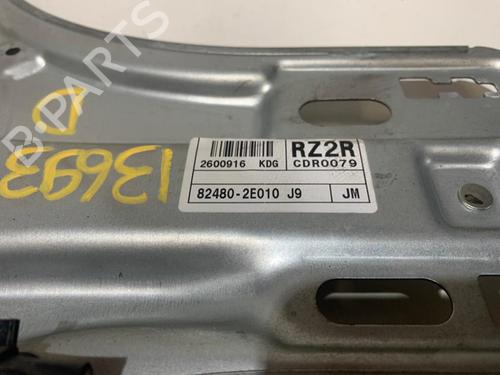 B-PARTS
D
13693
2600916 KDG
RZ2R
CDR0079
82480-2E010 J9
JM